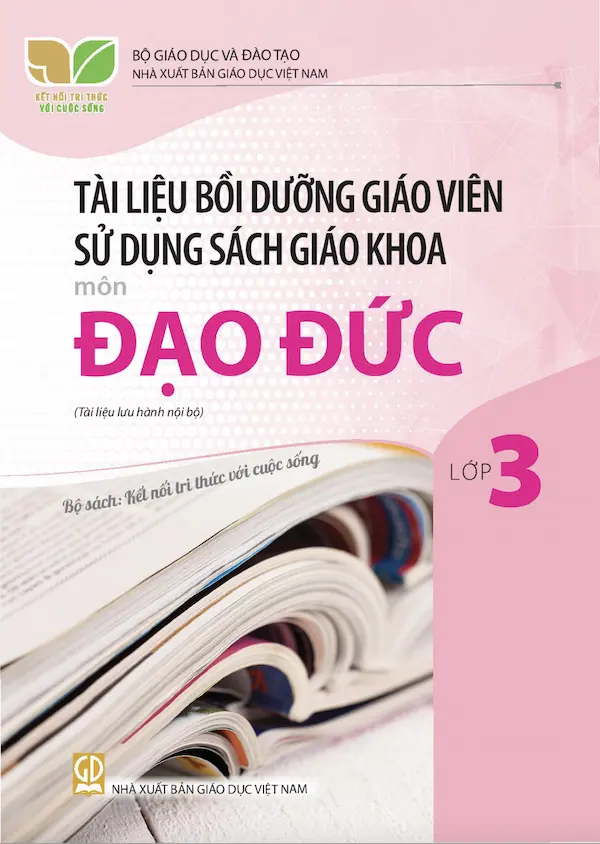 BỘ GIÁO DỤC VÀ ĐÀO TẠO
NHÀ XUẤT BẢN GIÁO DỤC VIỆT NAM
KẾT NỐI TRI THỨC
VỚI CUỘC SỐNG
TÀI LIỆU BỒI DƯỠNG GIÁO VIÊN
SỬ DỤNG SÁCH GIÁO KHOA
môn
ĐẠO ĐỨC
(Tài liệu lưu hành nội bộ)
LỚP 3
Bộ sách: Kết nối tri thức với cuộc sống
GD
NHÀ XUẤT BẢN GIÁO DỤC VIỆT NAM